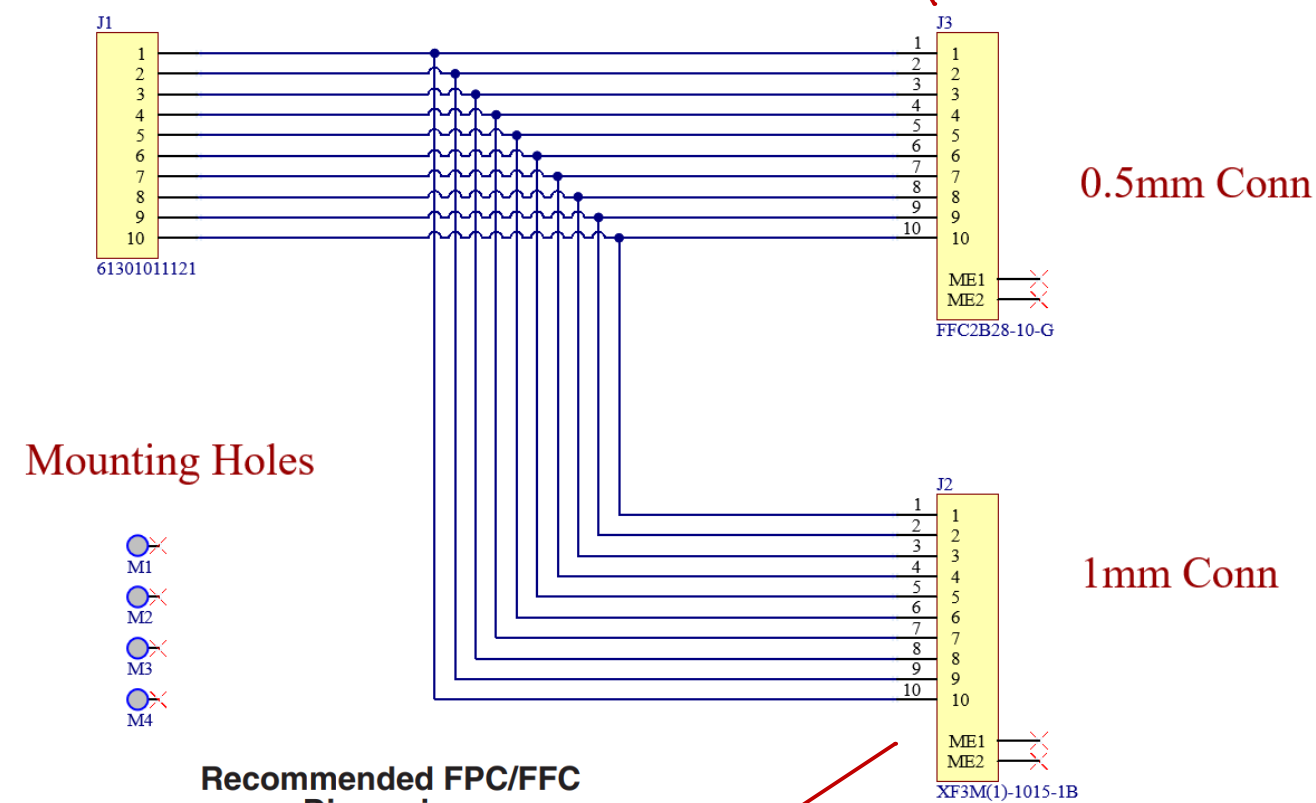 J1
1
2
3
4
5
6
7
8
9
10
61301011121
J3
1 1
2 2
3 3
4 4
5 5
6 6
7 7
8 8
9 9
10 10
ME1
ME2
FFC2B28-10-G
0.5mm Conn
Mounting Holes
M1
M2
M3
M4
J2
1 1
2 2
3 3
4 4
5 5
6 6
7 7
8 8
9 9
10 10
ME1
ME2
XF3M(1)-1015-1B
1mm Conn
Recommended FPC/FFC